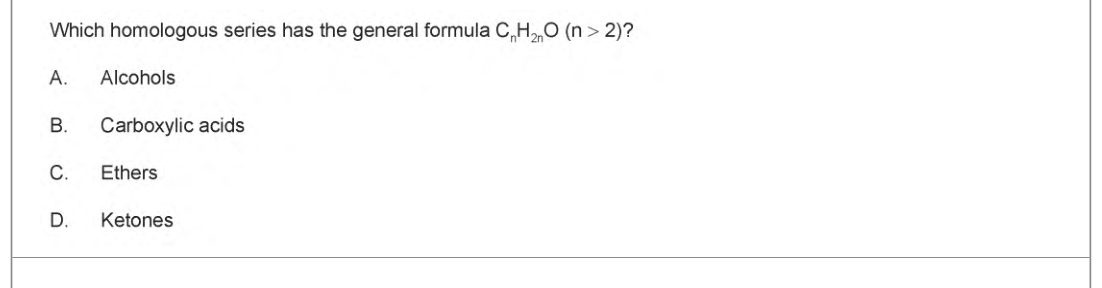 Which homologous series has the general formula CₙH₂ₙO (n > 2)?
A. Alcohols
B. Carboxylic acids
C. Ethers
D. Ketones